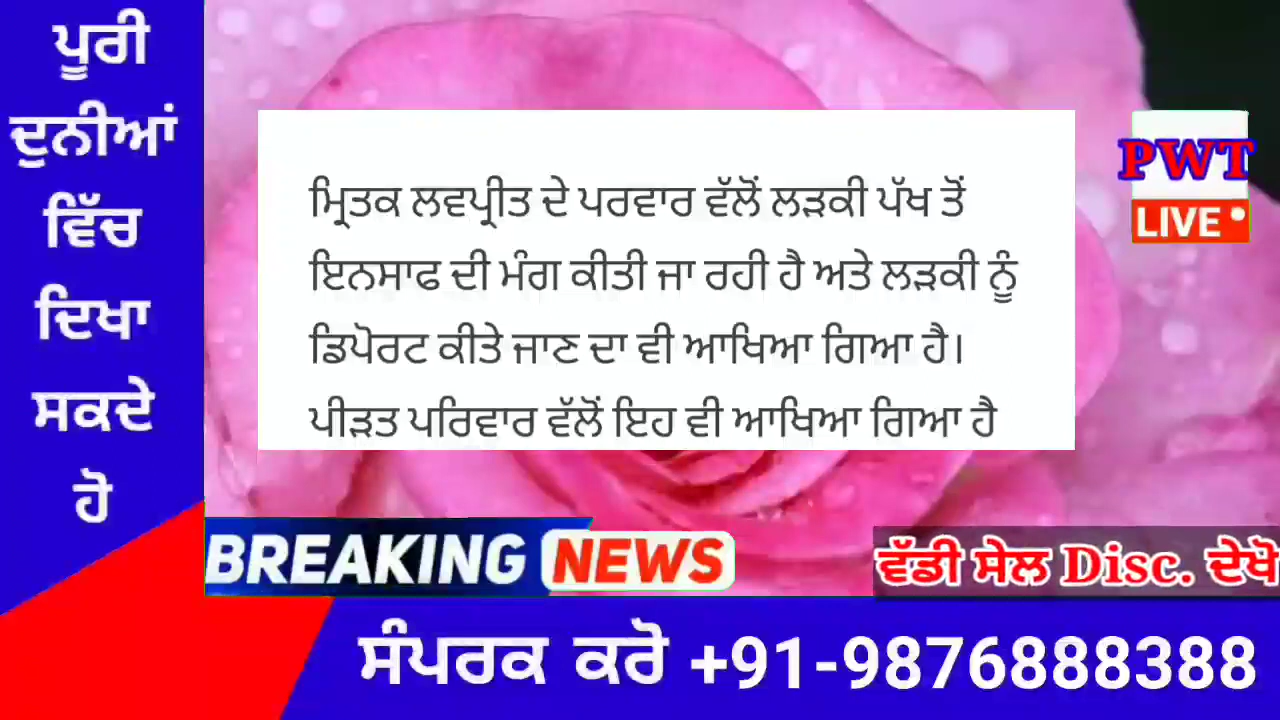 ਪੂਰੀ
ਦੁਨੀਆਂ
ਵਿੱਚ
ਦਿਖਾ
ਸਕਦੇ
ਹੋ
ਮ੍ਰਿਤਕ ਲਵਪ੍ਰੀਤ ਦੇ ਪਰਵਾਰ ਵੱਲੋਂ ਲੜਕੀ ਪੱਖ ਤੋਂ
ਇਨਸਾਫ ਦੀ ਮੰਗ ਕੀਤੀ ਜਾ ਰਹੀ ਹੈ ਅਤੇ ਲੜਕੀ ਨੂੰ
ਡਿਪੋਰਟ ਕੀਤੇ ਜਾਣ ਦਾ ਵੀ ਆਖਿਆ ਗਿਆ ਹੈ।
ਪੀੜਤ ਪਰਿਵਾਰ ਵੱਲੋਂ ਇਹ ਵੀ ਆਖਿਆ ਗਿਆ ਹੈ
PWT
LIVE
BREAKING NEWS
ਵੱਡੀ ਸੇਲ Disc. ਦੇਖੋ
ਸੰਪਰਕ ਕਰੋ +91-9876888388